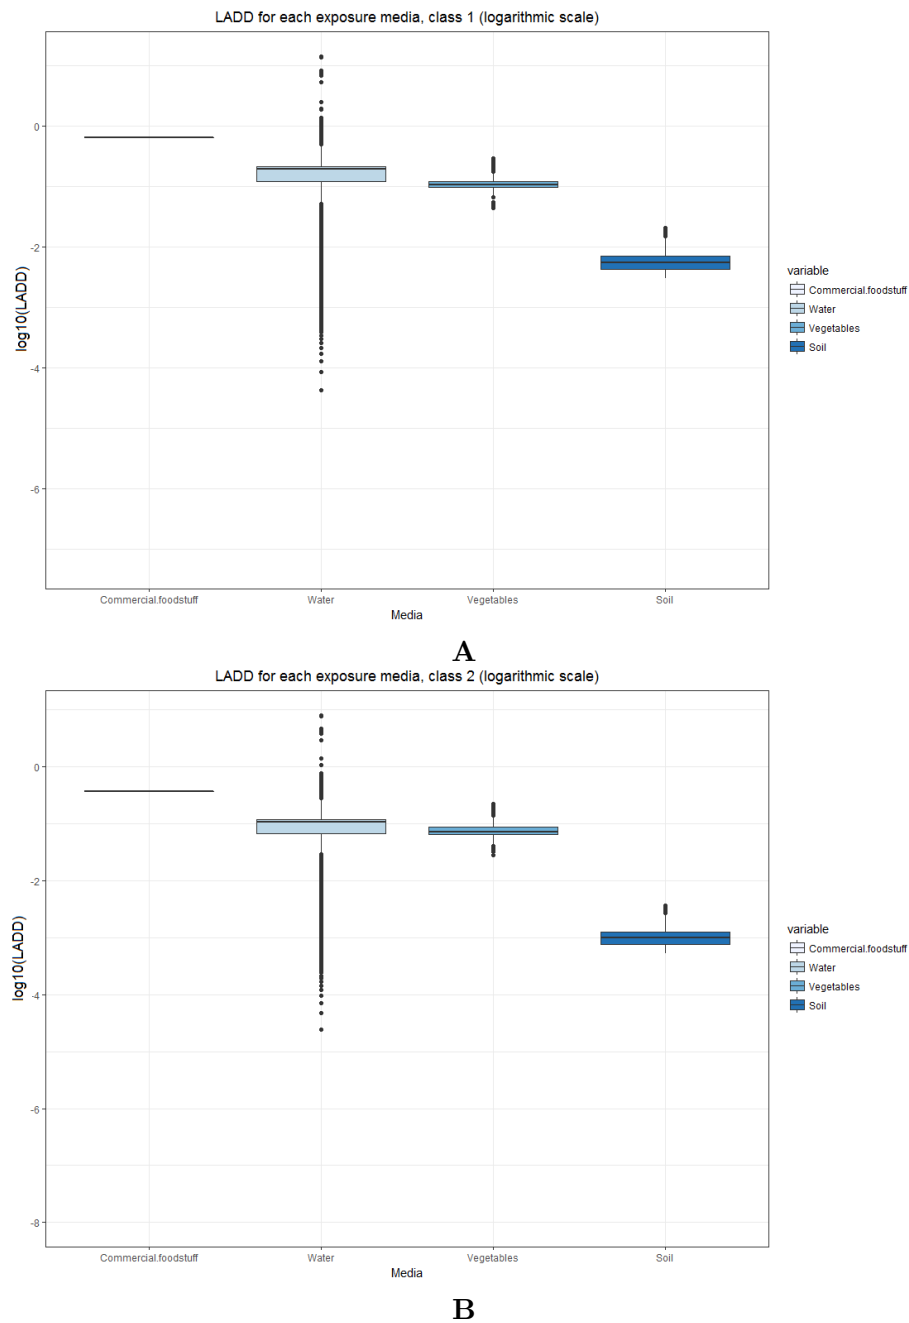 LADD for each exposure media, class 1 (logarithmic scale)
0
-2
-4
-6
log10(LADD)
Commercial.foodstuff
Water
Vegetables
Soil
Media
variable
Commercial.foodstuff
Water
Vegetables
Soil
A
LADD for each exposure media, class 2 (logarithmic scale)
0
-2
-4
-6
-8
log10(LADD)
Commercial.foodstuff
Water
Vegetables
Soil
Media
variable
Commercial.foodstuff
Water
Vegetables
Soil
B